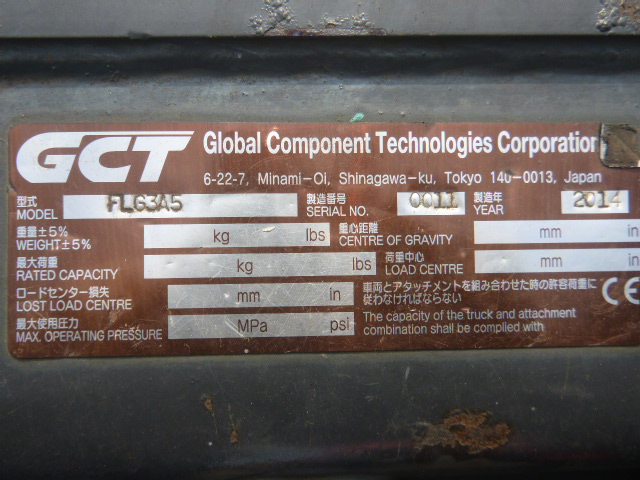 GCT Global Component Technologies Corporation
6-22-7, Minami-Oi, Shinagawa-ku, Tokyo 140-0013, Japan
型式 製造番号 製造年
MODEL FLG3A5 SERIAL NO. 0011 YEAR 2014
重量±5% 重心距離
WEIGHT±5% kg lbs CENTRE OF GRAVITY mm in
最大荷重 荷重中心
RATED CAPACITY kg lbs LOAD CENTRE mm in
ロードセンター損失 車両とアタッチメントを組み合わせた時の許容荷重に
LOST LOAD CENTRE mm in 従わなければならない CE
最大使用圧力 The capacity of the truck and attachment
MAX. OPERATING PRESSURE MPa psi combination shall be complied with